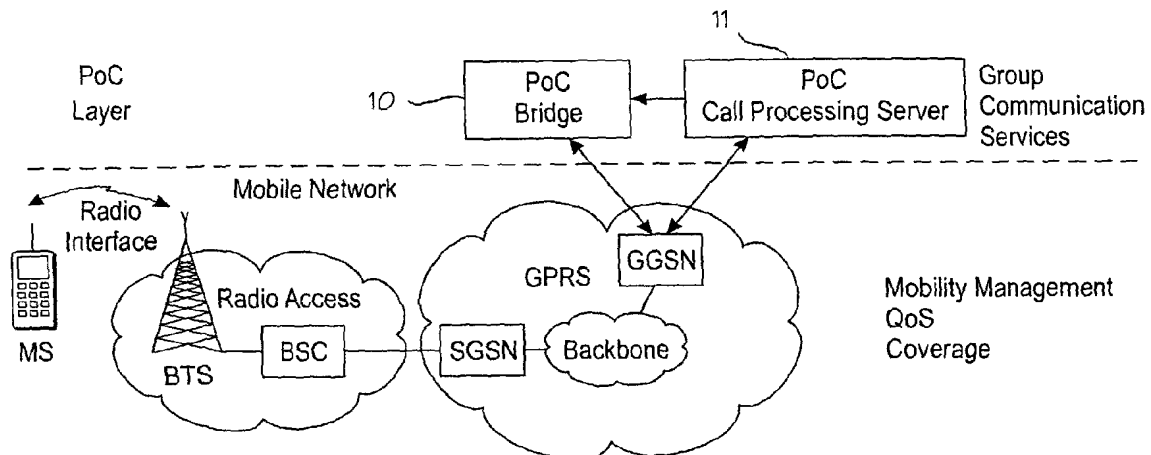 11
PoC
Layer
10
PoC
Bridge
PoC
Call Processing Server
Group
Communication
Services
Mobile Network
Radio
Interface
MS
BTS
Radio Access
BSC
GPRS
SGSN
Backbone
GGSN
Mobility Management
QoS
Coverage